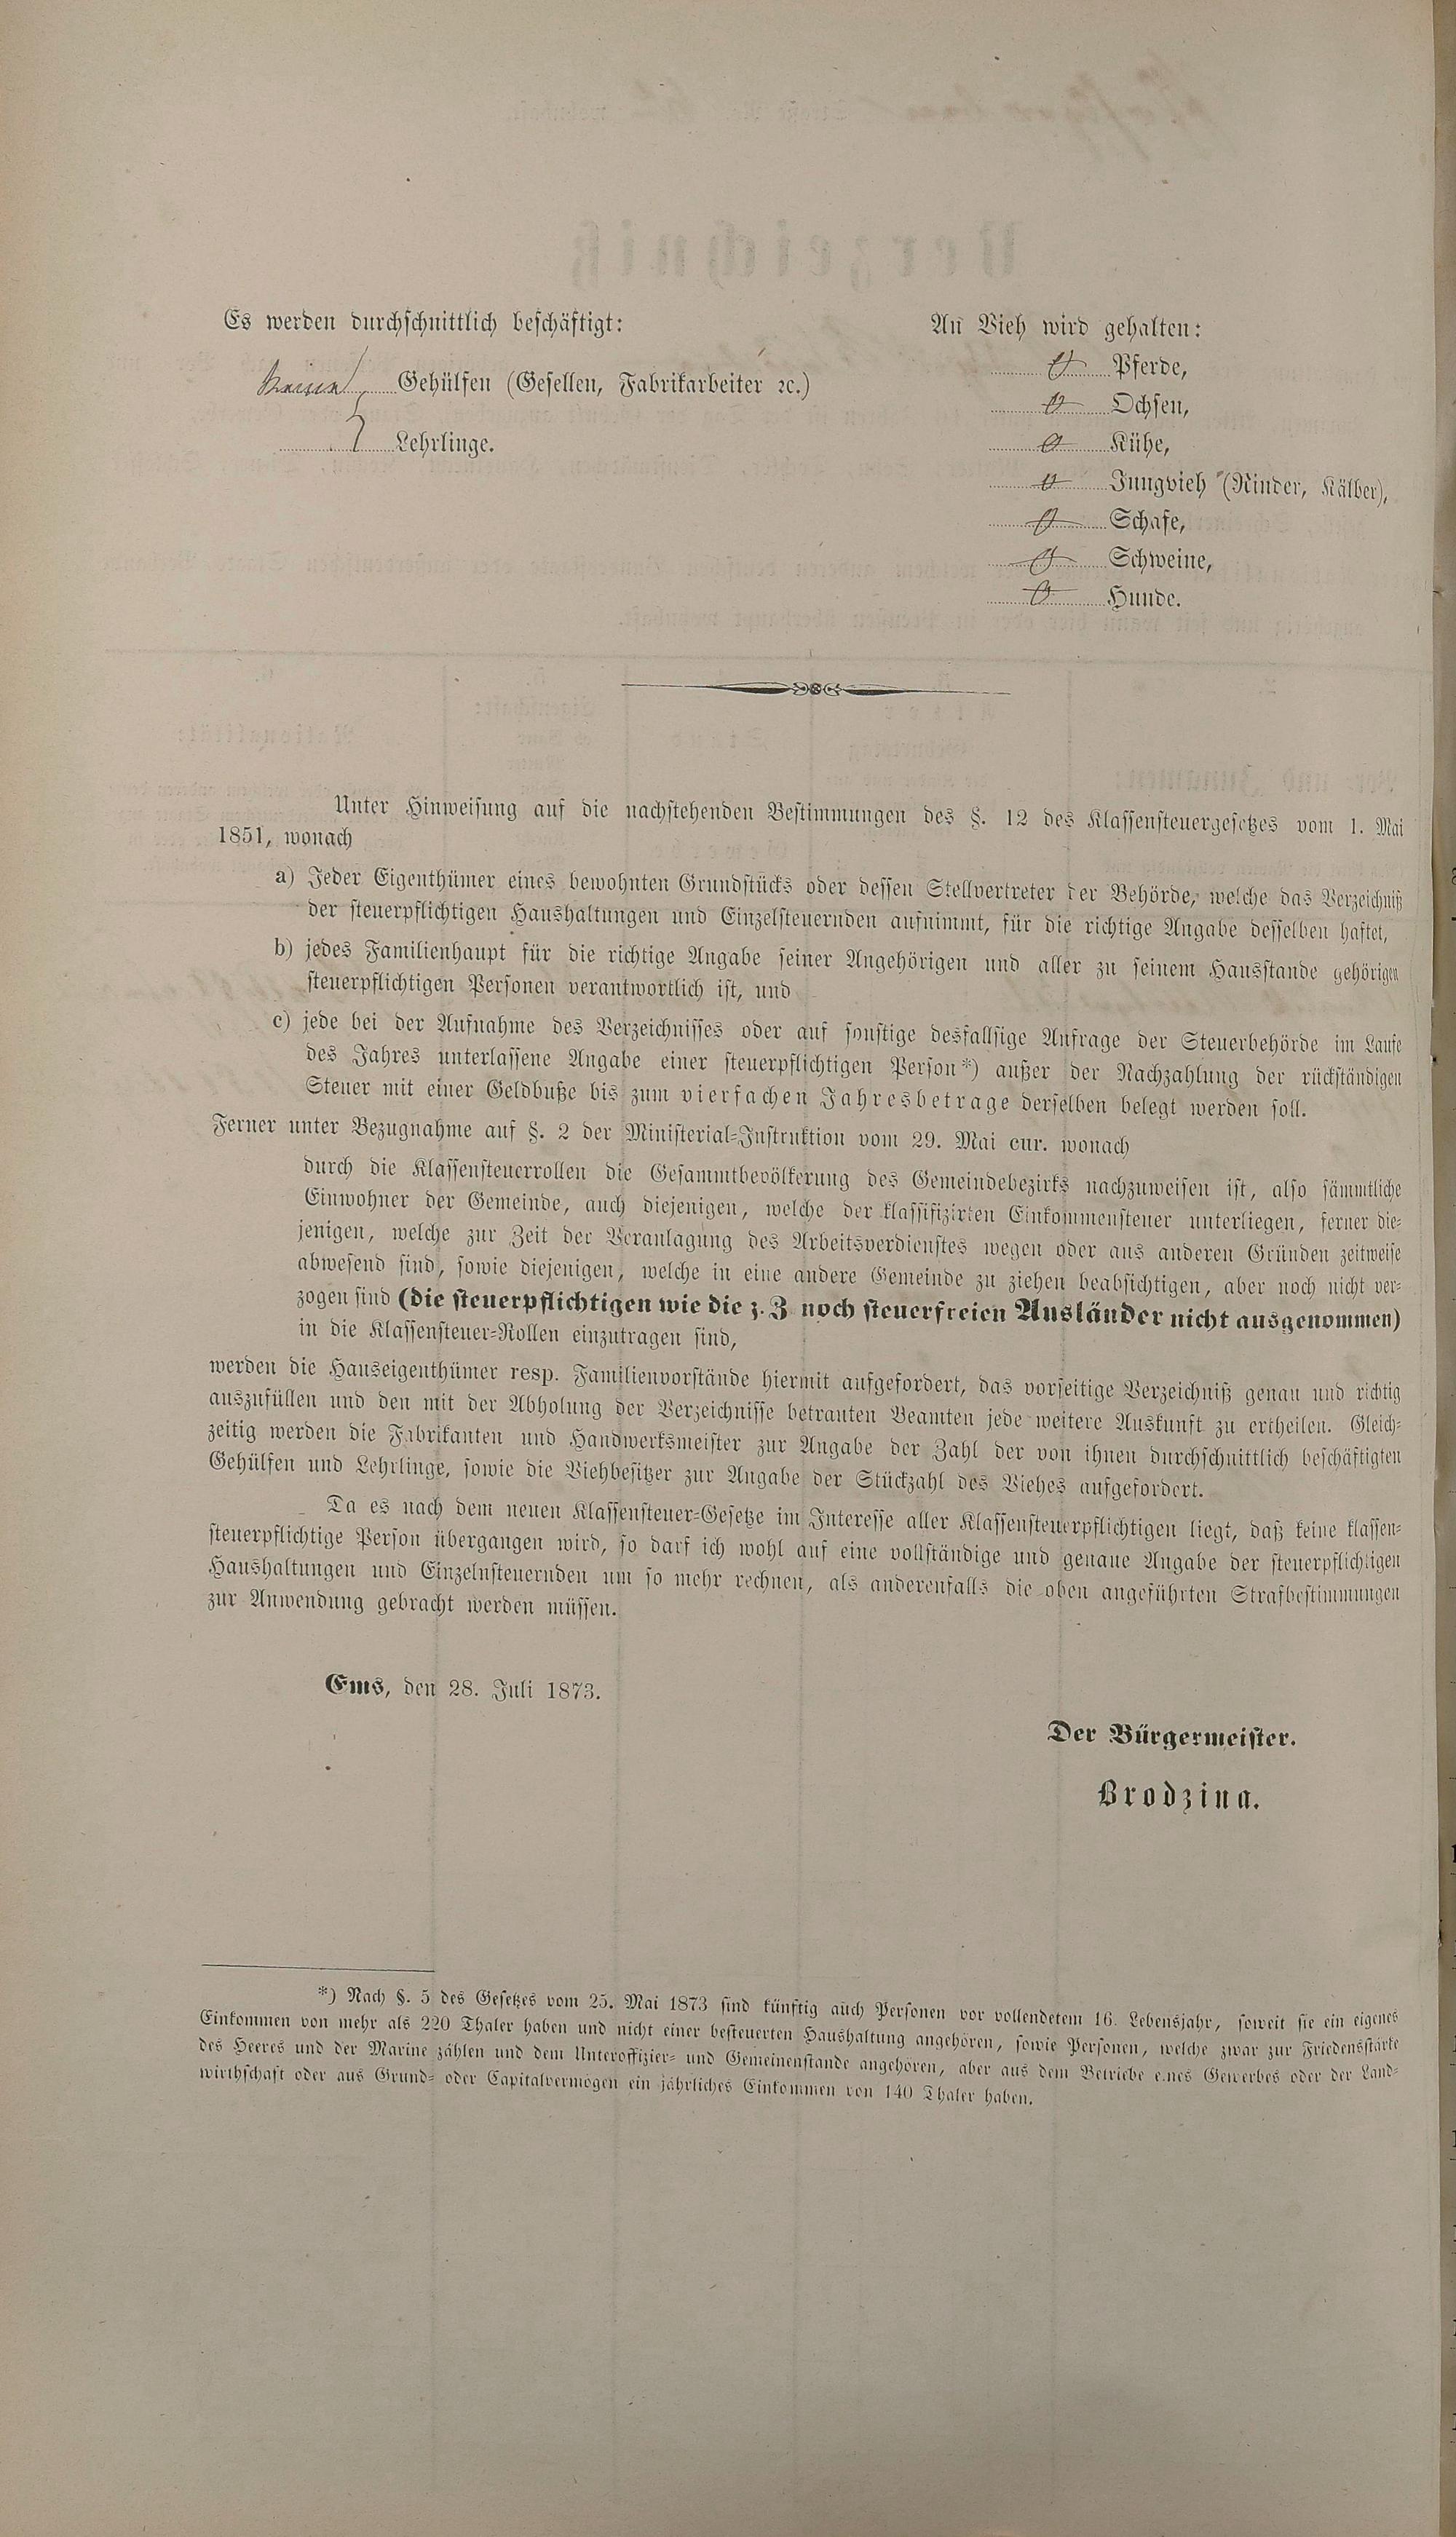 Es werden durchschnittlich beschäftigt:
keine Gehülfen (Gesellen, Fabrikarbeiter ꝛc.)
Lehrlinge.
An Vieh wird gehalten:
0 Pferde,
0 Ochsen,
0 Kühe,
0 Jungvieh (Rinder, Kälber),
0 Schafe,
0 Schweine,
0 Hunde.
Unter Hinweisung auf die nachstehenden Bestimmungen des §. 12 des Klassensteuergesetzes vom 1. Mai
1851, wonach
a) Jeder Eigenthümer eines bewohnten Grundstücks oder dessen Stellvertreter der Behörde, welche das Verzeichniß
der steuerpflichtigen Haushaltungen und Einzelsteuernden aufnimmt, für die richtige Angabe desselben haftet,
b) jedes Familienhaupt für die richtige Angabe seiner Angehörigen und aller zu seinem Hausstande gehörigen
steuerpflichtigen Personen verantwortlich ist, und
c) jede bei der Aufnahme des Verzeichnisses oder auf sonstige desfallsige Anfrage der Steuerbehörde im Laufe
des Jahres unterlassene Angabe einer steuerpflichtigen Person*) außer der Nachzahlung der rückständigen
Steuer mit einer Geldbuße bis zum vierfachen Jahresbetrage derselben belegt werden soll.
Ferner unter Bezugnahme auf §. 2 der Ministerial-Instruktion vom 29. Mai cur. wonach
durch die Klassensteuerrollen die Gesammtbevölkerung des Gemeindebezirks nachzuweisen ist, also sämmtliche
Einwohner der Gemeinde, auch diejenigen, welche der klassifizirten Einkommensteuer unterliegen, ferner die-
jenigen, welche zur Zeit der Veranlagung des Arbeitsverdienstes wegen oder aus anderen Gründen zeitweise
abwesend sind, sowie diejenigen, welche in eine andere Gemeinde zu ziehen beabsichtigen, aber noch nicht ver-
zogen sind (die steuerpflichtigen wie die z. Z noch steuerfreien Ausländer nicht ausgenommen)
in die Klassensteuer-Rollen einzutragen sind,
werden die Hauseigenthümer resp. Familienvorstände hiermit aufgefordert, das vorseitige Verzeichniß genau und richtig
auszufüllen und den mit der Abholung der Verzeichnisse betrauten Beamten jede weitere Auskunft zu ertheilen. Gleich-
zeitig werden die Fabrikanten und Handwerksmeister zur Angabe der Zahl der von ihnen durchschnittlich beschäftigten
Gehülfen und Lehrlinge, sowie die Viehbesitzer zur Angabe der Stückzahl des Viehes aufgefordert.
Da es nach dem neuen Klassensteuer-Gesetze im Interesse aller Klassensteuerpflichtigen liegt, daß keine klassen-
steuerpflichtige Person übergangen wird, so darf ich wohl auf eine vollständige und genaue Angabe der steuerpflichtigen
Haushaltungen und Einzelnsteuernden um so mehr rechnen, als anderenfalls die oben angeführten Strafbestimmungen
zur Anwendung gebracht werden müssen.
Ems, den 28. Juli 1873.
Der Bürgermeister.
Brodzina.
*) Nach §. 5 des Gesetzes vom 25. Mai 1873 sind künftig auch Personen vor vollendetem 16. Lebensjahr, soweit sie ein eigenes
Einkommen von mehr als 220 Thaler haben und nicht einer besteuerten Haushaltung angehören, sowie Personen, welche zwar zur Friedensstärke
des Heeres und der Marine zählen und dem Unteroffizier- und Gemeinenstande angehören, aber aus dem Betriebe eines Gewerbes oder der Land-
wirthschaft oder aus Grund- oder Capitalvermögen ein jährliches Einkommen von 140 Thaler haben.